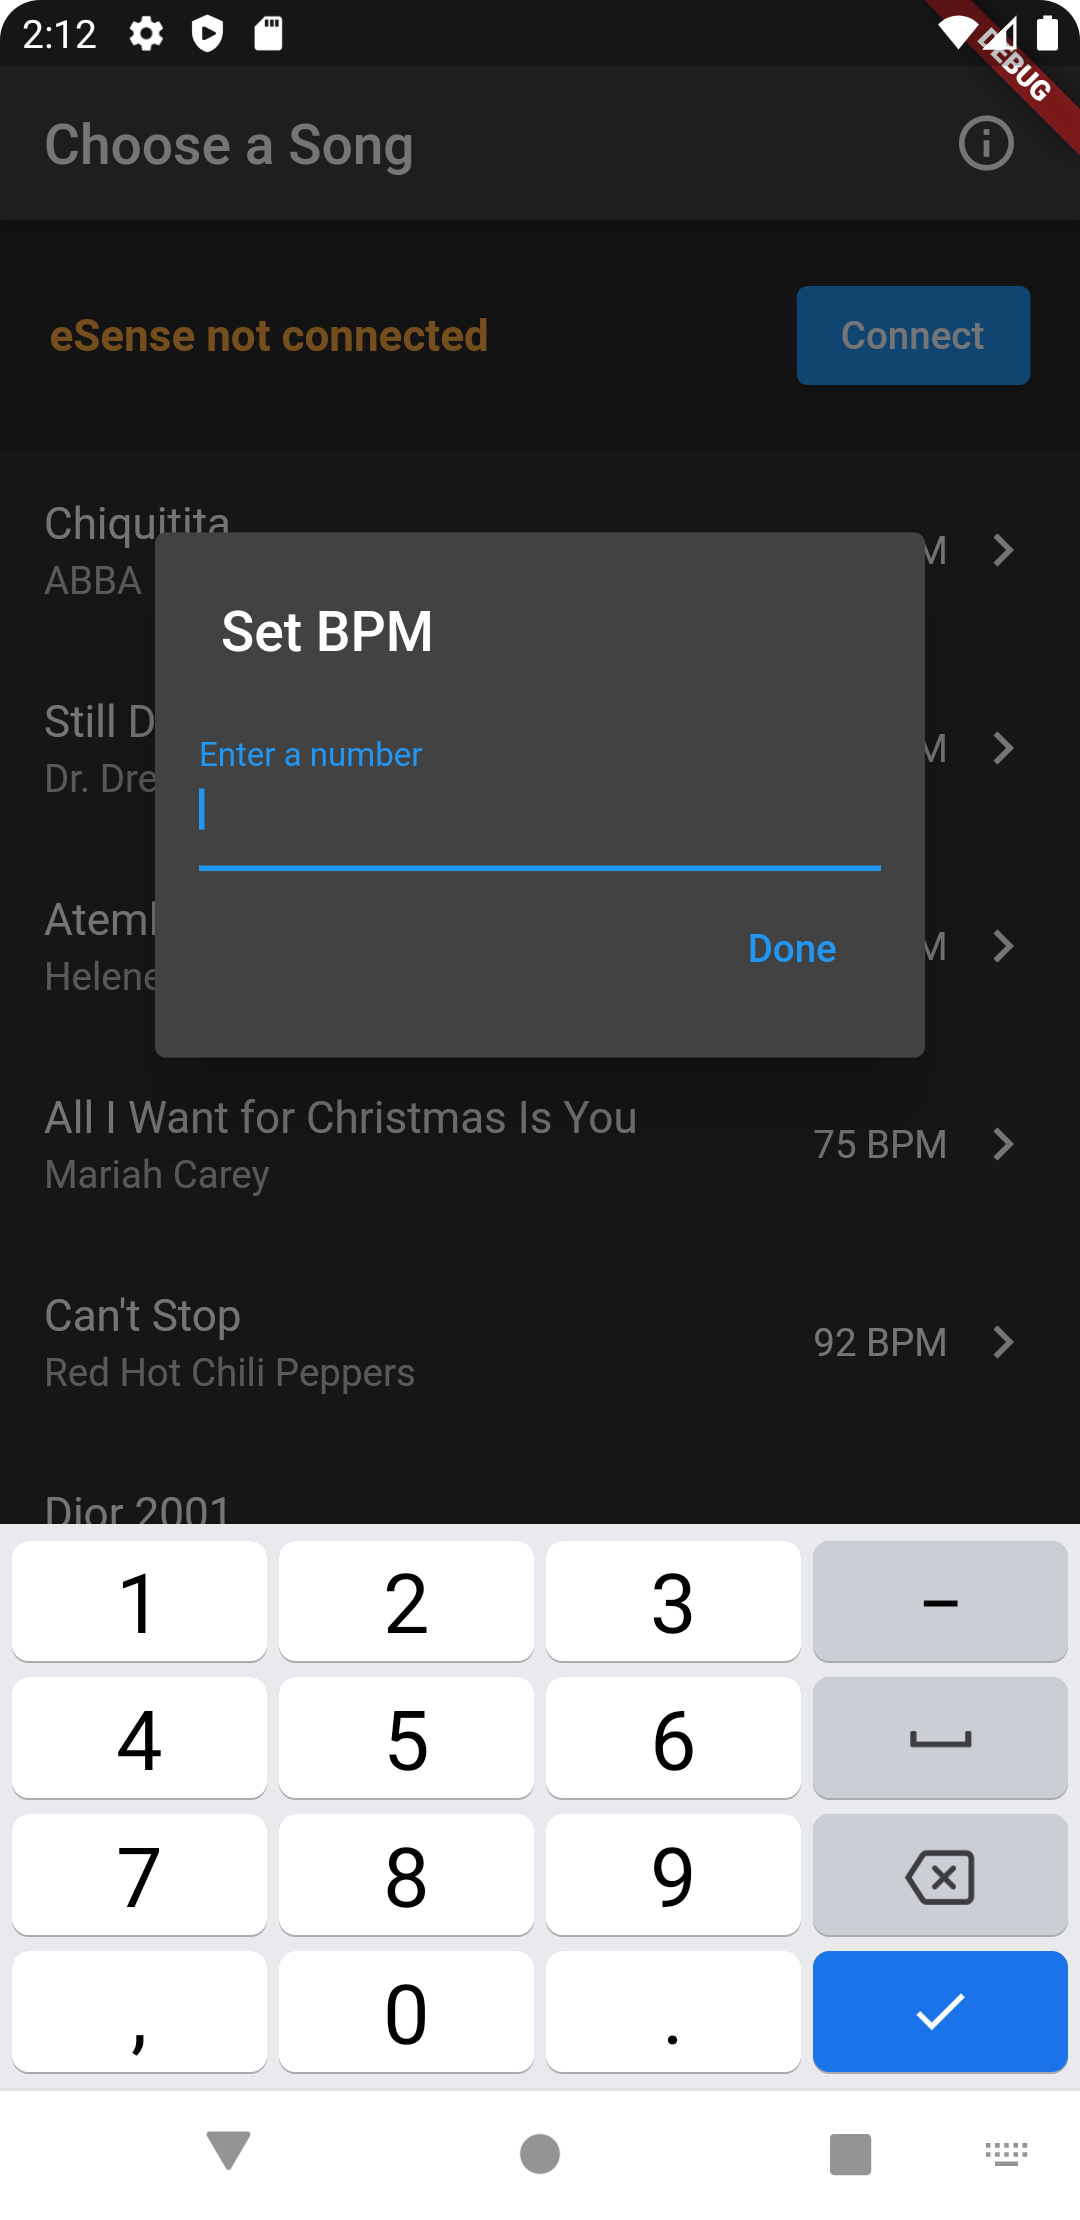 2:12
DEBUG
Choose a Song
eSense not connected
Connect
Chiquitita
ABBA
M
Set BPM
Enter a number
Still D
Dr. Dre
M
Done
Helene
M
All I Want for Christmas Is You
Mariah Carey
75 BPM
Can't Stop
Red Hot Chili Peppers
92 BPM
Dior 2001
1 2 3 –
4 5 6
7 8 9
, 0 .